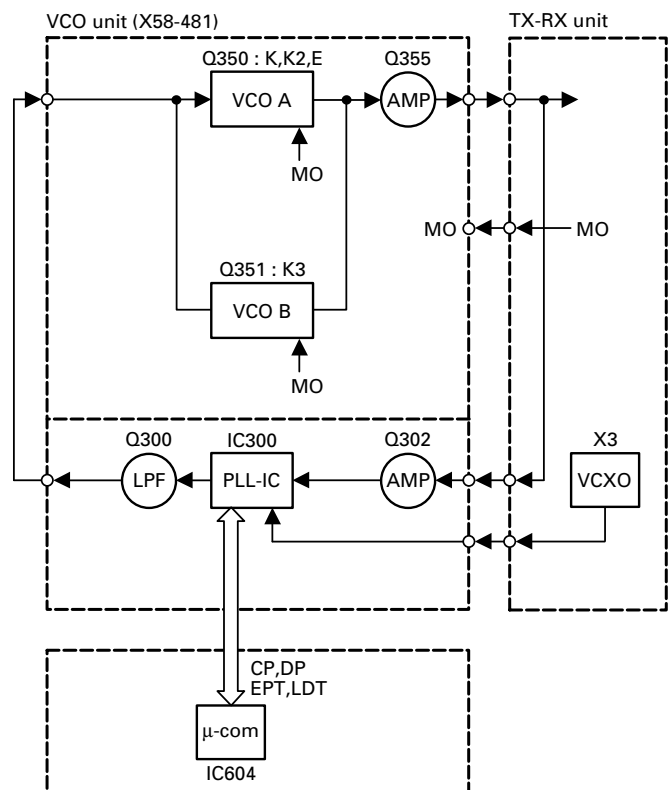 VCO unit (X58-481)
TX-RX unit
Q350 : K,K2,E
Q355
VCO A
AMP
MO
MO
MO
Q351 : K3
VCO B
MO
Q300
IC300
Q302
X3
LPF
PLL-IC
AMP
VCXO
CP,DP
EPT,LDT
μ-com
IC604